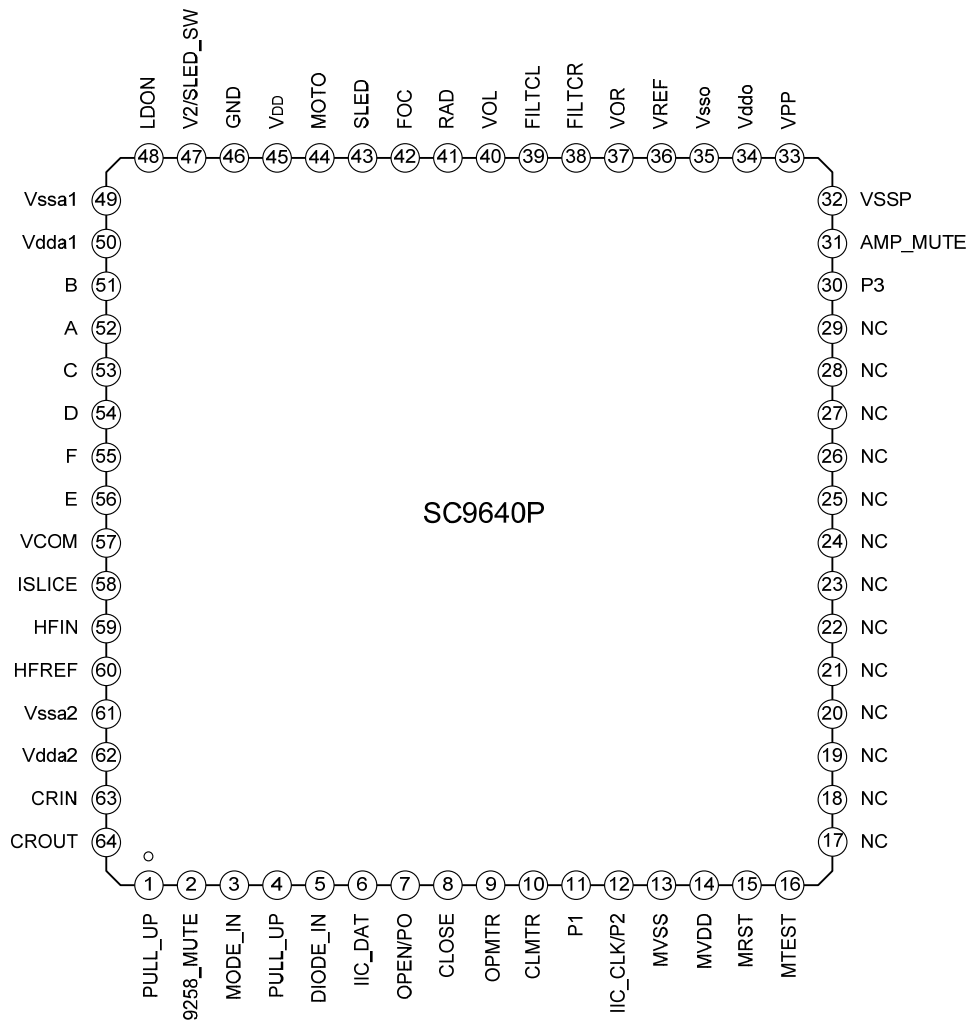 LDON
V2/SLED_SW
GND
VDD
MOTO
SLED
FOC
RAD
VOL
FILTCL
FILTCR
VOR
VREF
Vsso
Vddo
VPP
48 47 46 45 44 43 42 41 40 39 38 37 36 35 34 33
Vssa1 49 32 VSSP
Vdda1 50 31 AMP_MUTE
B 51 30 P3
A 52 29 NC
C 53 28 NC
D 54 27 NC
F 55 26 NC
E 56 25 NC
SC9640P
VCOM 57 24 NC
ISLICE 58 23 NC
HFIN 59 22 NC
HFREF 60 21 NC
Vssa2 61 20 NC
Vdda2 62 19 NC
CRIN 63 18 NC
CROUT 64 17 NC
1 2 3 4 5 6 7 8 9 10 11 12 13 14 15 16
PULL_UP
9258_MUTE
MODE_IN
PULL_UP
DIODE_IN
IIC_DAT
OPEN/PO
CLOSE
OPMTR
CLMTR
P1
IIC_CLK/P2
MVSS
MVDD
MRST
MTEST